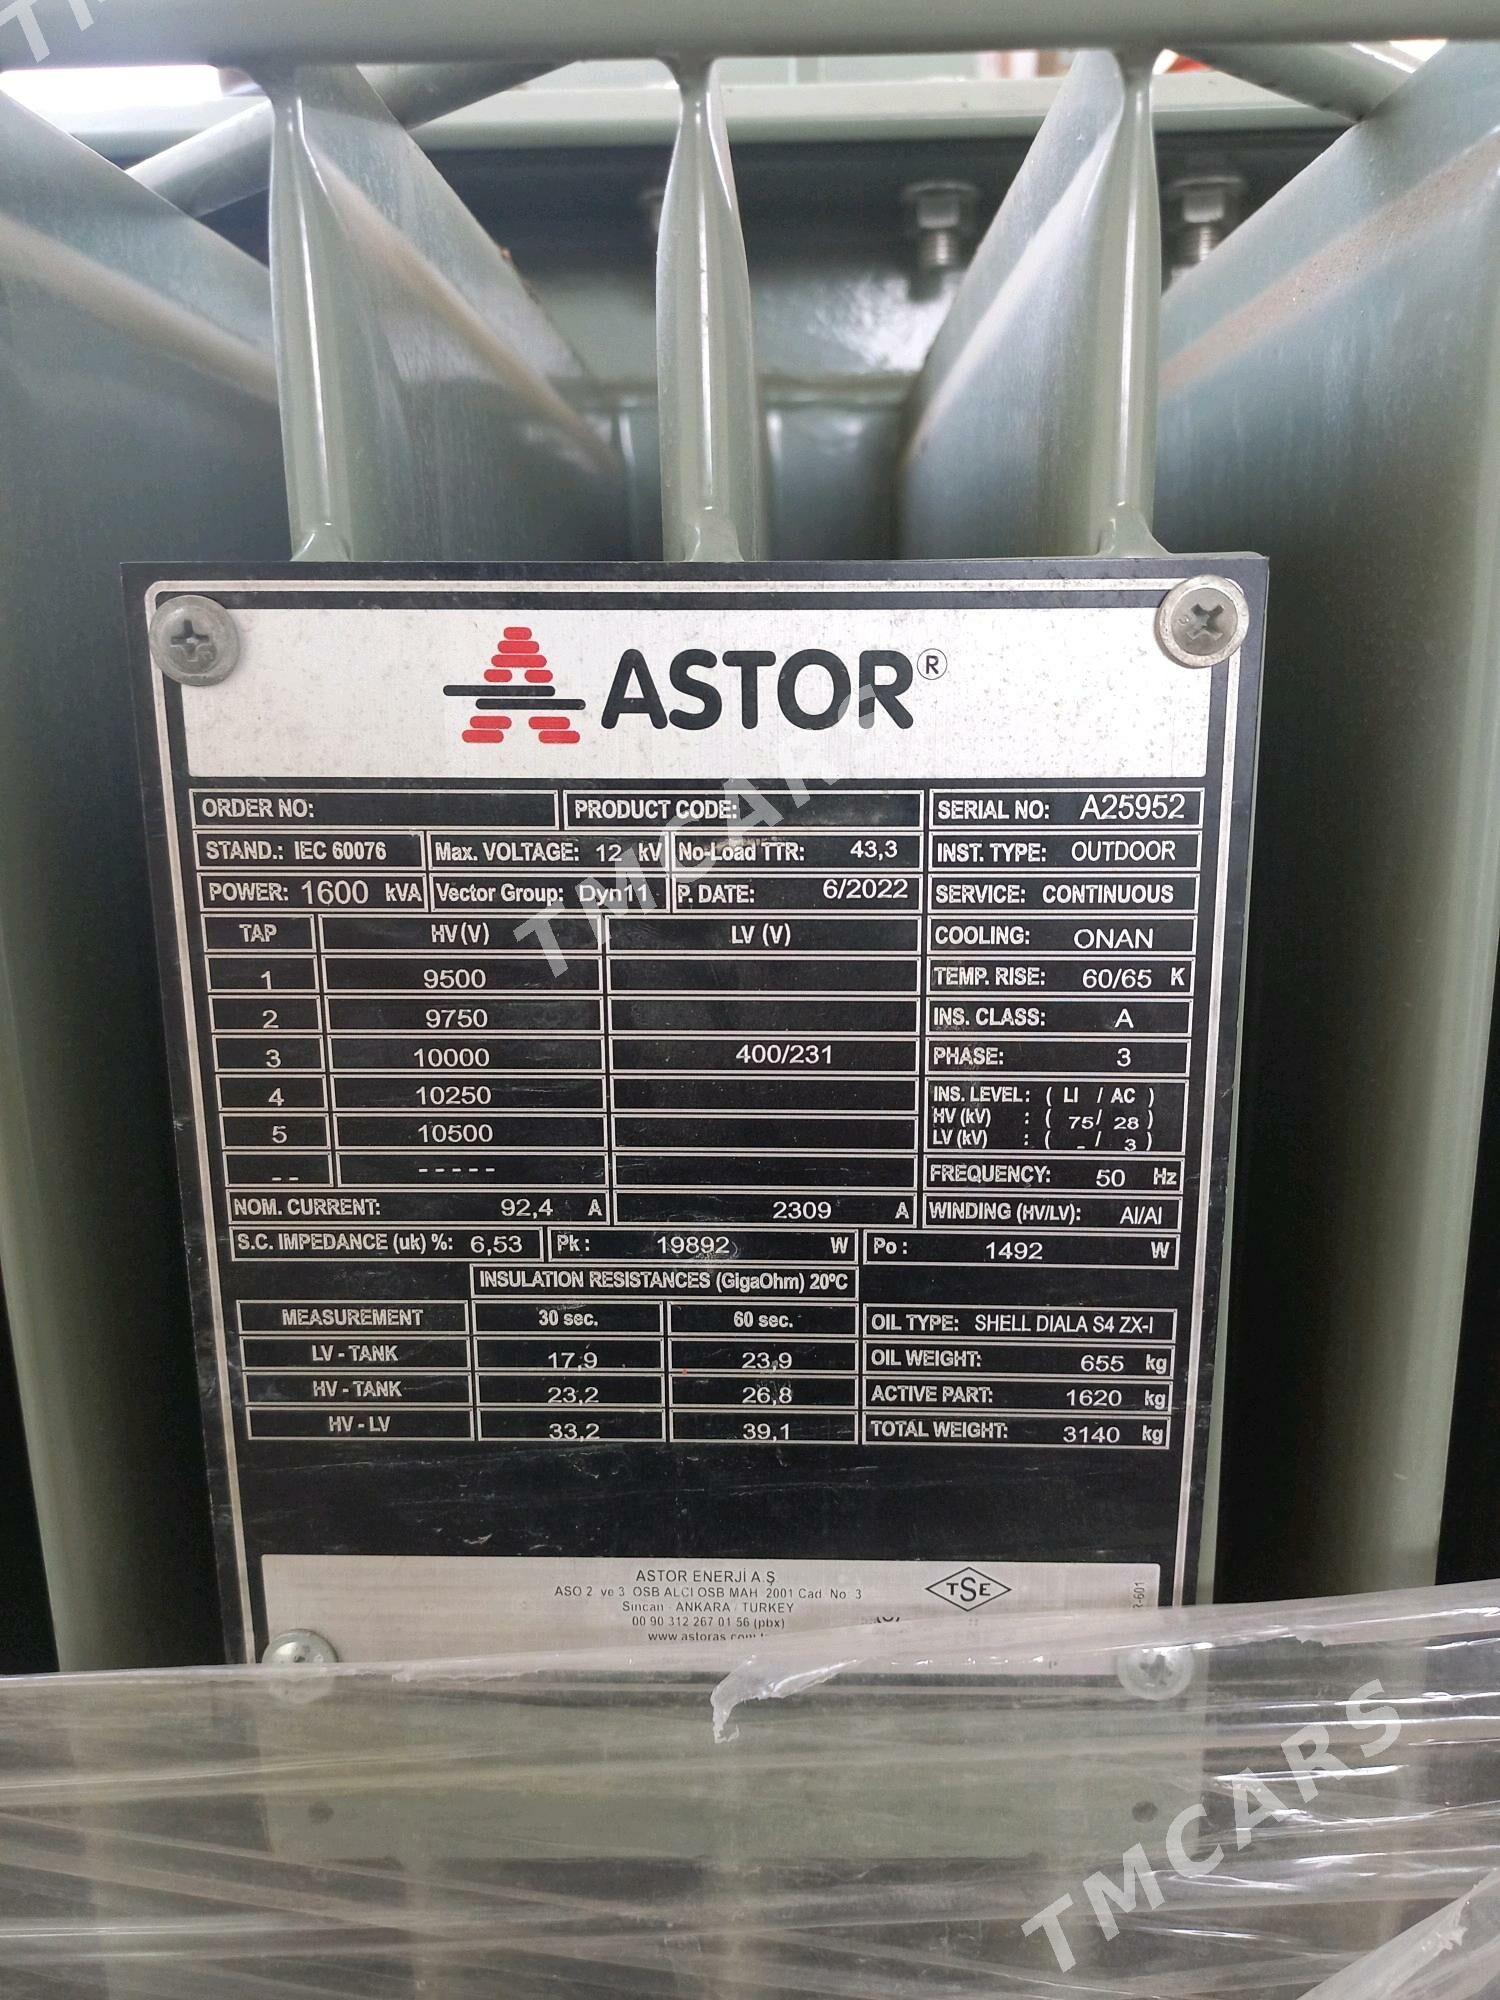 ASTOR®
ORDER NO: PRODUCT CODE: SERIAL NO: A25952
STAND.: IEC 60076 Max. VOLTAGE: 12 kV No-Load TTR: 43,3 INST. TYPE: OUTDOOR
POWER: 1600 kVA Vector Group: Dyn11 P. DATE: 6/2022 SERVICE: CONTINUOUS
TAP HV(V) LV (V) COOLING: ONAN
1 9500 TEMP. RISE: 60/65 K
2 9750 INS. CLASS: A
3 10000 400/231 PHASE: 3
4 10250 INS. LEVEL: ( LI / AC )
HV (kV) : ( 75/ 28 )
5 10500 LV (kV) : ( - / 3 )
-- ----- FREQUENCY: 50 Hz
NOM. CURRENT: 92,4 A 2309 A WINDING (HV/LV): Al/Al
S.C. IMPEDANCE (uk) %: 6,53 Pk : 19892 W Po : 1492 W
INSULATION RESISTANCES (GigaOhm) 20ºC
MEASUREMENT 30 sec. 60 sec. OIL TYPE: SHELL DIALA S4 ZX-I
LV - TANK 17,9 23,9 OIL WEIGHT: 655 kg
HV - TANK 23,2 26,8 ACTIVE PART: 1620 kg
HV - LV 33,2 39,1 TOTAL WEIGHT: 3140 kg
ASTOR ENERJİ A.Ş
ASO 2 ve 3 OSB ALCI OSB MAH 2001 Cad No 3
Sincan - ANKARA / TURKEY
00 90 312 267 01 56 (pbx)
www.astoras.com
TSE
R-601
TMCARS
TMCARS